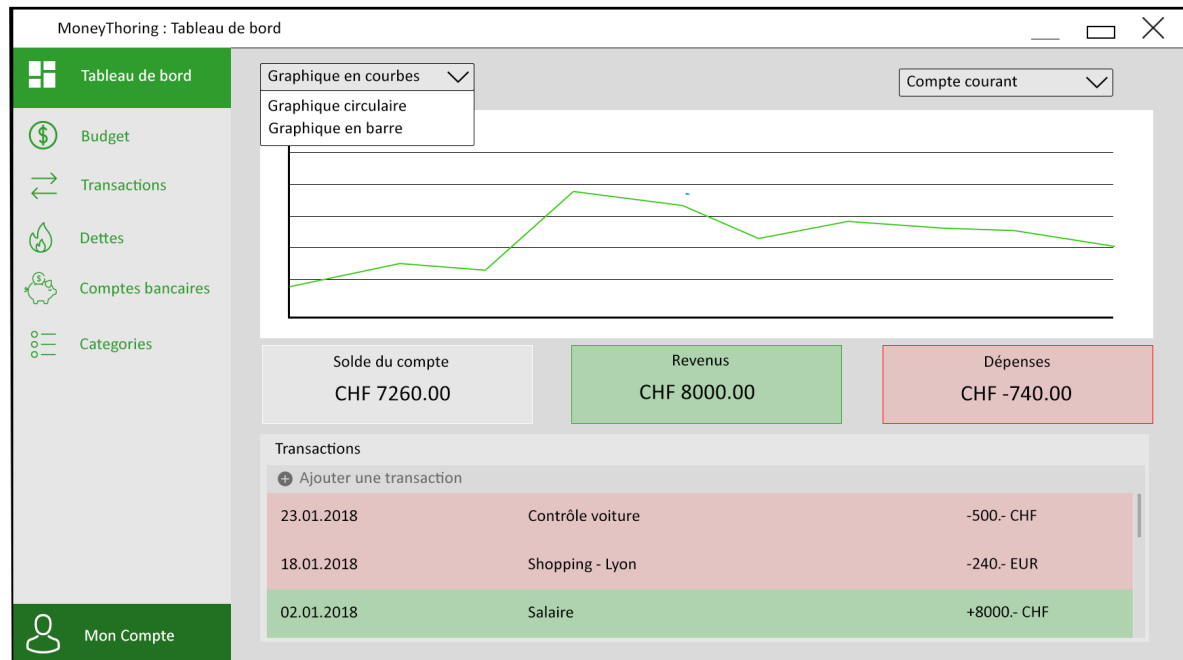 MoneyThoring : Tableau de bord
Tableau de bord
Budget
Transactions
Dettes
Comptes bancaires
Categories
Mon Compte
Graphique en courbes
Graphique circulaire
Graphique en barre
Compte courant
Solde du compte
CHF 7260.00
Revenus
CHF 8000.00
Dépenses
CHF -740.00
Transactions
Ajouter une transaction
23.01.2018 Contrôle voiture -500.- CHF
18.01.2018 Shopping - Lyon -240.- EUR
02.01.2018 Salaire +8000.- CHF